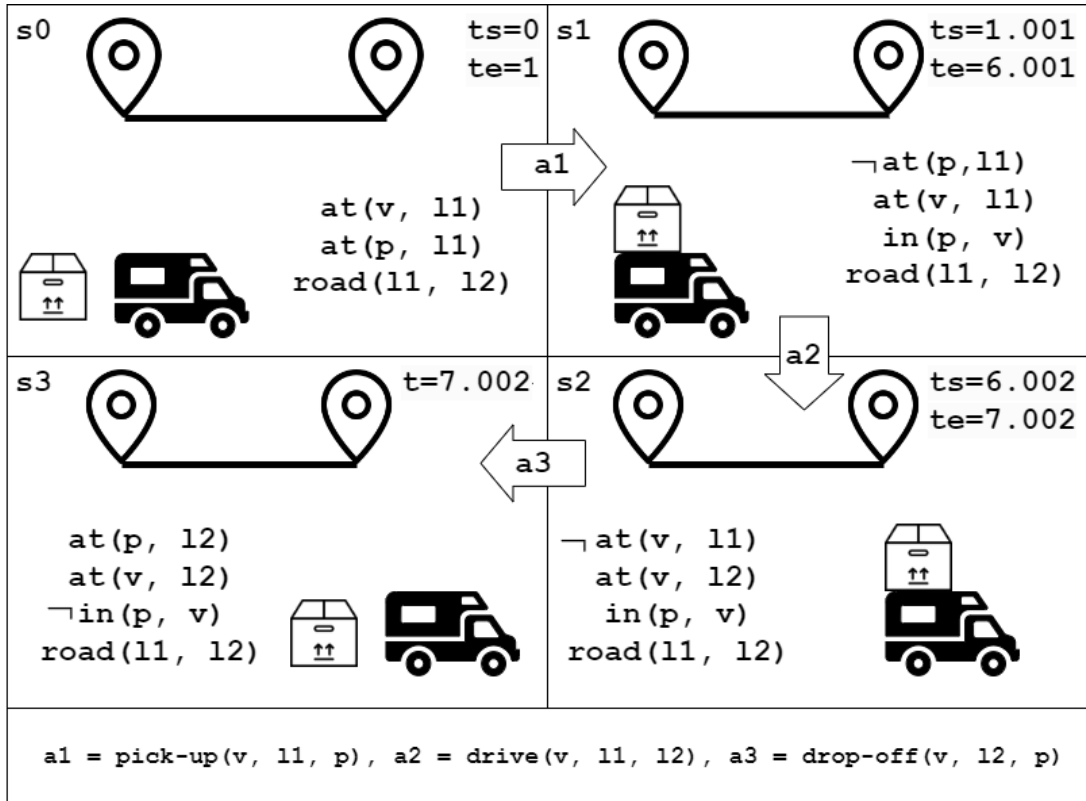 s0
ts=0
te=1
at(v, l1)
at(p, l1)
road(l1, l2)
a1
s1
ts=1.001
te=6.001
¬at(p,l1)
at(v, l1)
in(p, v)
road(l1, l2)
a2
s2
ts=6.002
te=7.002
¬at(v, l1)
at(v, l2)
in(p, v)
road(l1, l2)
a3
s3
t=7.002
at(p, l2)
at(v, l2)
¬in(p, v)
road(l1, l2)
a1 = pick-up(v, l1, p), a2 = drive(v, l1, l2), a3 = drop-off(v, l2, p)